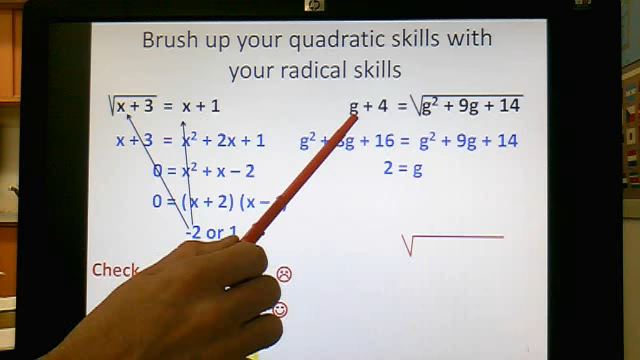 Brush up your quadratic skills with
your radical skills
√x + 3 = x + 1
x + 3 = x² + 2x + 1
0 = x² + x – 2
0 = (x + 2) (x –
-2 or 1
Check
g + 4 = √g² + 9g + 14
g² + 8g + 16 = g² + 9g + 14
2 = g
√